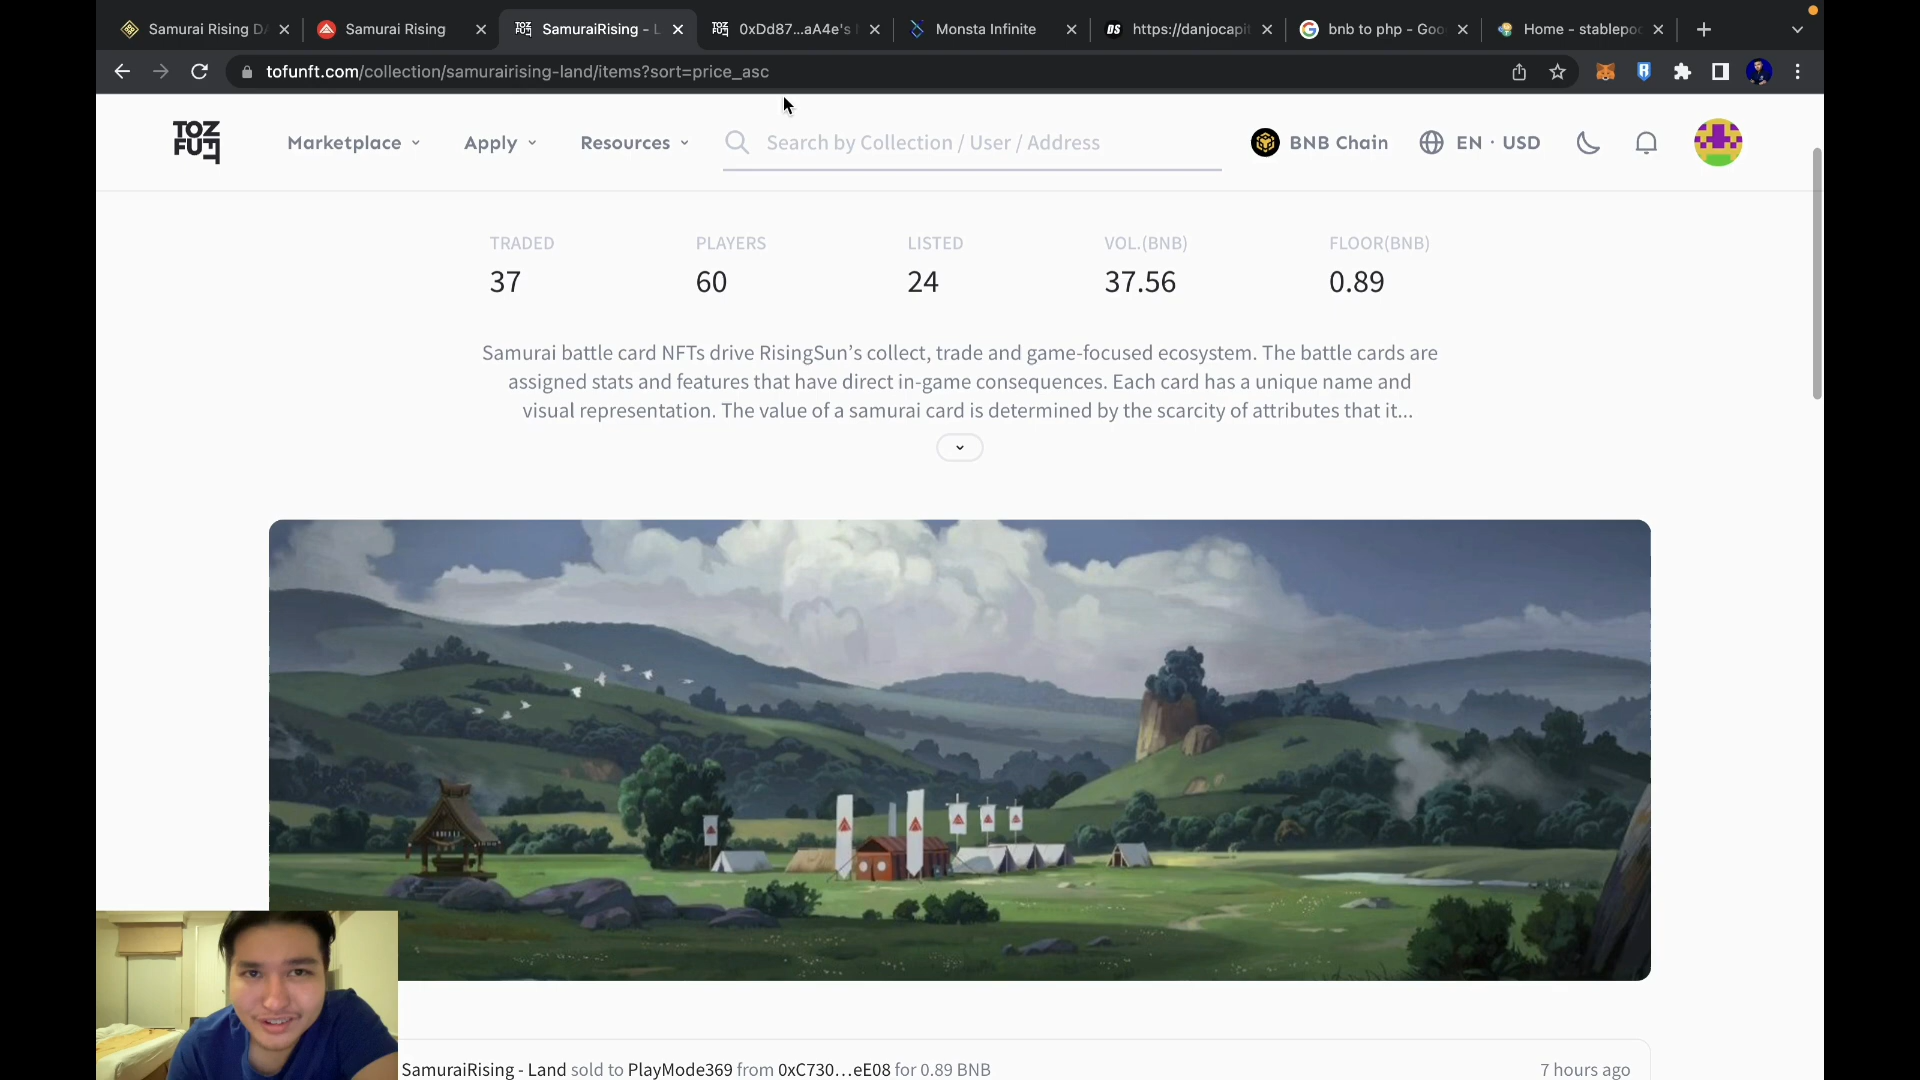 Samurai Rising DA
Samurai Rising
SamuraiRising - L
0xDd87...aA4e's
Monsta Infinite
https://danjocapit
bnb to php - Goo
Home - stablepoo
tofunft.com/collection/samurairising-land/items?sort=price_asc
TOFU NFT
Marketplace
Apply
Resources
Search by Collection / User / Address
BNB Chain
EN · USD
TRADED
PLAYERS
LISTED
VOL.(BNB)
FLOOR(BNB)
37
60
24
37.56
0.89
Samurai battle card NFTs drive RisingSun's collect, trade and game-focused ecosystem. The battle cards are
assigned stats and features that have direct in-game consequences. Each card has a unique name and
visual representation. The value of a samurai card is determined by the scarcity of attributes that it...
SamuraiRising - Land sold to PlayMode369 from 0xC730...eE08 for 0.89 BNB
7 hours ago